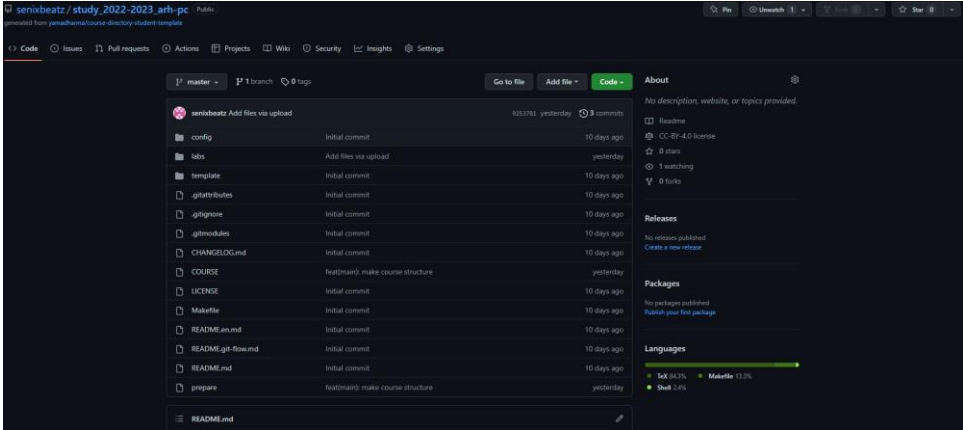 senixbeatz / study_2022-2023_arh-pc Public
Pin Unwatch 1 Star 0
generated from yamadharma/course-directory-student-template
Code Issues Pull requests Actions Projects Wiki Security Insights Settings
master 1 branch 0 tags Go to file Add file Code
senixbeatz Add files via upload yesterday 3 commits
config Initial commit 10 days ago
labs Add files via upload yesterday
template Initial commit 10 days ago
.gitattributes Initial commit 10 days ago
.gitignore Initial commit 10 days ago
.gitmodules Initial commit 10 days ago
CHANGELOG.md Initial commit 10 days ago
COURSE feat(main): make course structure yesterday
LICENSE Initial commit 10 days ago
Makefile Initial commit 10 days ago
README.en.md Initial commit 10 days ago
README.git-flow.md Initial commit 10 days ago
README.md Initial commit 10 days ago
prepare feat(main): make course structure yesterday
README.md
About
No description, website, or topics provided.
Readme
CC-BY-4.0 license
0 stars
1 watching
0 forks
Releases
No releases published
Create a new release
Packages
No packages published
Publish your first package
Languages
TeX 84.3% Makefile 13.3%
Shell 2.4%